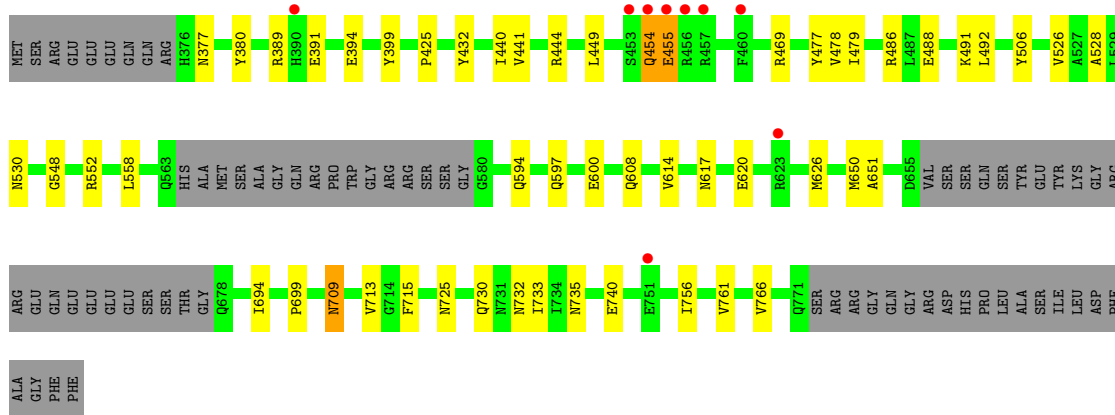 MET SER ARG GLU GLU GLU GLN GLN ARG H376 N377 Y380 R389 H390 E391 E394 Y399 P425 Y432 I440 V441 R444 L449 S453 Q454 E455 R456 R457 F460 R469 Y477 V478 I479 R486 L487 E488 K491 L492 Y506 V526 A527 A528 L529
N530 G548 R552 L558 Q563 HIS ALA MET SER ALA GLY GLN ARG PRO TRP GLY ARG ARG SER SER GLY G580 Q594 Q597 E600 Q608 V614 N617 E620 R623 M626 M650 A651 D655 VAL SER SER GLN SER TYR GLU TYR LYS GLY ARG
ARG GLU GLN GLU GLU GLU GLU SER SER THR GLY Q678 I694 P699 N709 V713 G714 F715 N725 Q730 N731 N732 I733 I734 N735 E740 E751 I756 V761 V766 Q771 SER ARG ARG GLY GLN GLY ARG ASP HIS PRO LEU ALA SER ILE LEU ASP PHE
ALA GLY PHE PHE